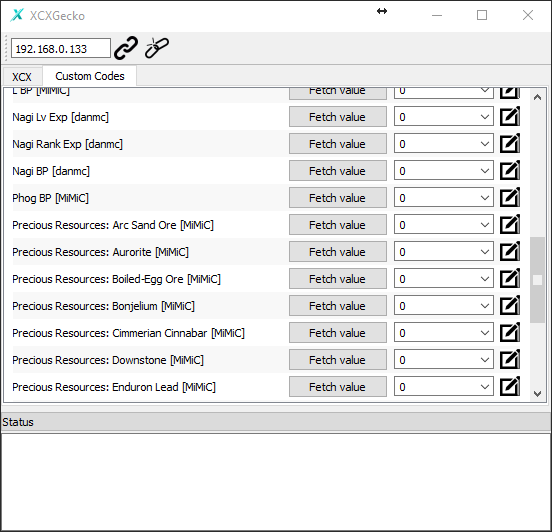 XCXGecko
192.168.0.133
XCX Custom Codes
L BP [MiMiC] Fetch value 0
Nagi Lv Exp [danmc] Fetch value 0
Nagi Rank Exp [danmc] Fetch value 0
Nagi BP [danmc] Fetch value 0
Phog BP [MiMiC] Fetch value 0
Precious Resources: Arc Sand Ore [MiMiC] Fetch value 0
Precious Resources: Aurorite [MiMiC] Fetch value 0
Precious Resources: Boiled-Egg Ore [MiMiC] Fetch value 0
Precious Resources: Bonjelium [MiMiC] Fetch value 0
Precious Resources: Cimmerian Cinnabar [MiMiC] Fetch value 0
Precious Resources: Downstone [MiMiC] Fetch value 0
Precious Resources: Enduron Lead [MiMiC] Fetch value 0
Status